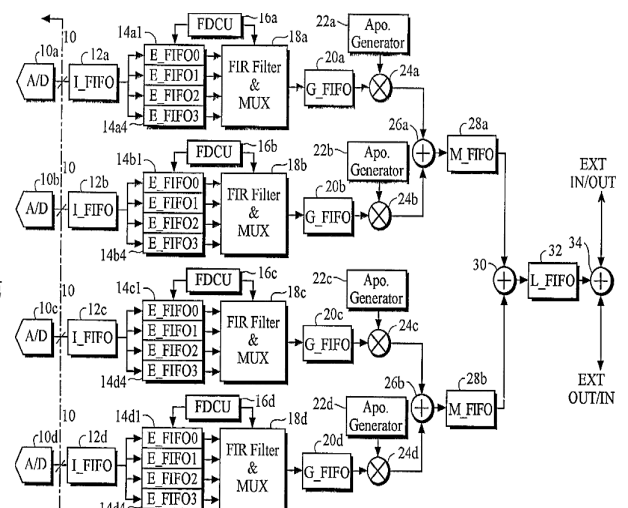 10
10a
A/D
12a
I_FIFO
14a1
E_FIFO0
E_FIFO1
E_FIFO2
E_FIFO3
14a4
FDCU
16a
18a
FIR Filter
&
MUX
20a
G_FIFO
22a
Apo.
Generator
24a
26a
28a
M_FIFO
10
10b
A/D
12b
I_FIFO
14b1
E_FIFO0
E_FIFO1
E_FIFO2
E_FIFO3
14b4
FDCU
16b
18b
FIR Filter
&
MUX
20b
G_FIFO
22b
Apo.
Generator
24b
EXT
IN/OUT
30
32
L_FIFO
34
EXT
OUT/IN
10
10c
A/D
12c
I_FIFO
14c1
E_FIFO0
E_FIFO1
E_FIFO2
E_FIFO3
14d4
FDCU
16c
18c
FIR Filter
&
MUX
20c
G_FIFO
22c
Apo.
Generator
24c
26b
28b
M_FIFO
10
10d
A/D
12d
I_FIFO
14d1
E_FIFO0
E_FIFO1
E_FIFO2
E_FIFO3
14d4
FDCU
16d
18d
FIR Filter
&
MUX
20d
G_FIFO
22d
Apo.
Generator
24d